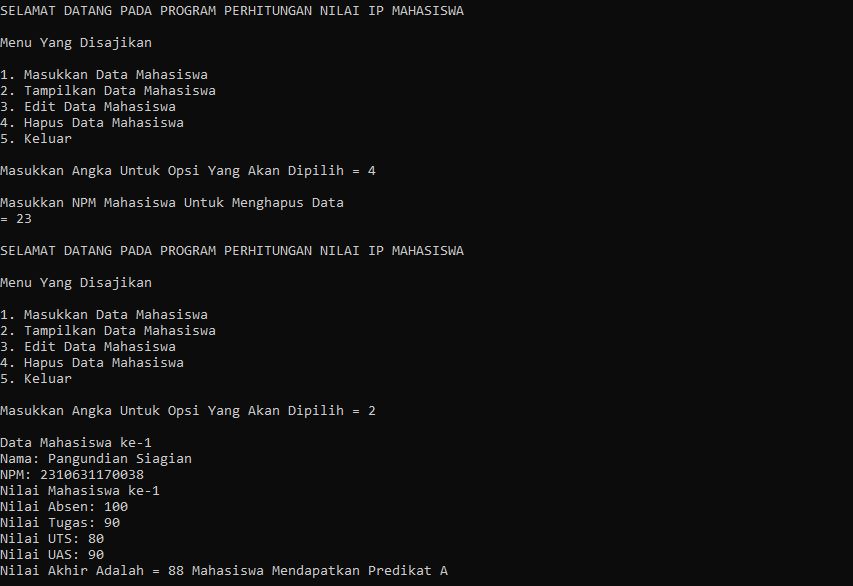 SELAMAT DATANG PADA PROGRAM PERHITUNGAN NILAI IP MAHASISWA
Menu Yang Disajikan
1. Masukkan Data Mahasiswa
2. Tampilkan Data Mahasiswa
3. Edit Data Mahasiswa
4. Hapus Data Mahasiswa
5. Keluar
Masukkan Angka Untuk Opsi Yang Akan Dipilih = 4
Masukkan NPM Mahasiswa Untuk Menghapus Data
= 23
SELAMAT DATANG PADA PROGRAM PERHITUNGAN NILAI IP MAHASISWA
Menu Yang Disajikan
1. Masukkan Data Mahasiswa
2. Tampilkan Data Mahasiswa
3. Edit Data Mahasiswa
4. Hapus Data Mahasiswa
5. Keluar
Masukkan Angka Untuk Opsi Yang Akan Dipilih = 2
Data Mahasiswa ke-1
Nama: Pangundian Siagian
NPM: 2310631170038
Nilai Mahasiswa ke-1
Nilai Absen: 100
Nilai Tugas: 90
Nilai UTS: 80
Nilai UAS: 90
Nilai Akhir Adalah = 88 Mahasiswa Mendapatkan Predikat A